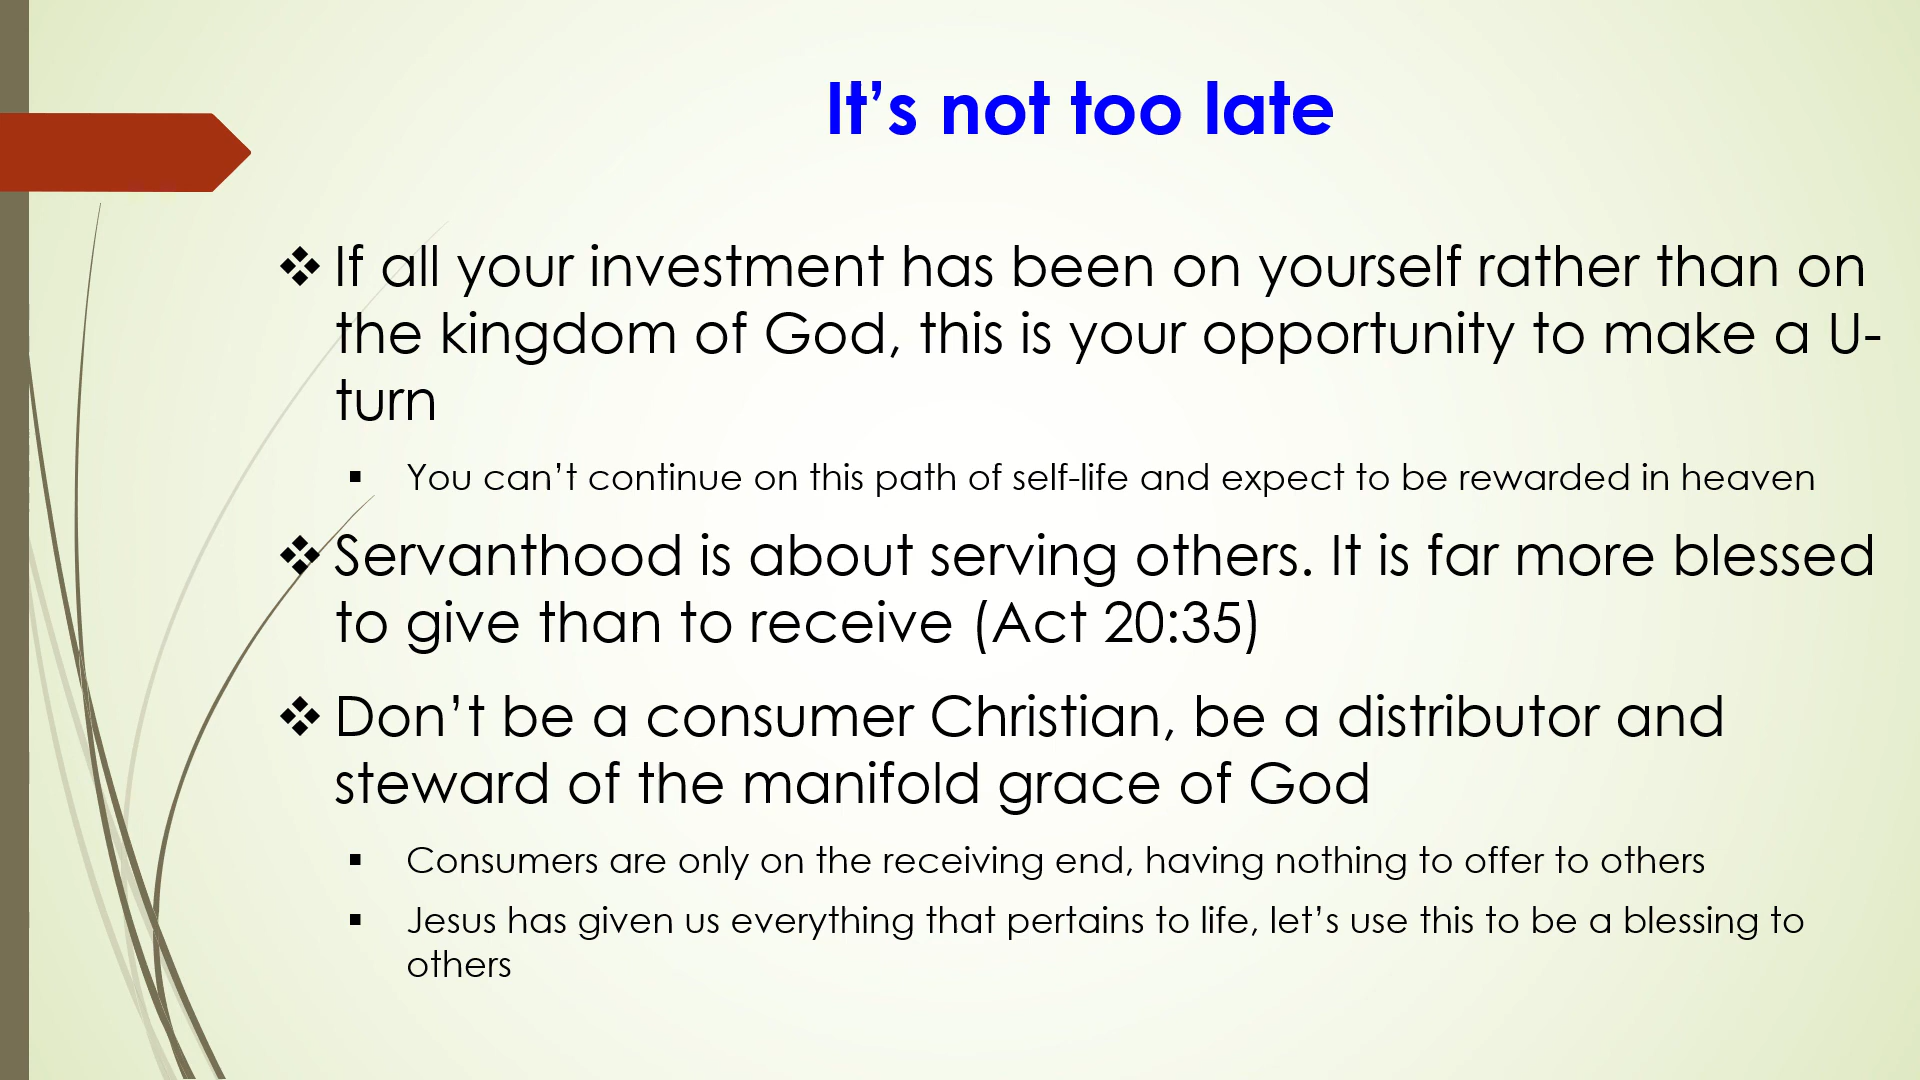 It’s not too late
❖ If all your investment has been on yourself rather than on
the kingdom of God, this is your opportunity to make a U-
turn
▪ You can’t continue on this path of self-life and expect to be rewarded in heaven
❖ Servanthood is about serving others. It is far more blessed
to give than to receive (Act 20:35)
❖ Don’t be a consumer Christian, be a distributor and
steward of the manifold grace of God
▪ Consumers are only on the receiving end, having nothing to offer to others
▪ Jesus has given us everything that pertains to life, let’s use this to be a blessing to
others